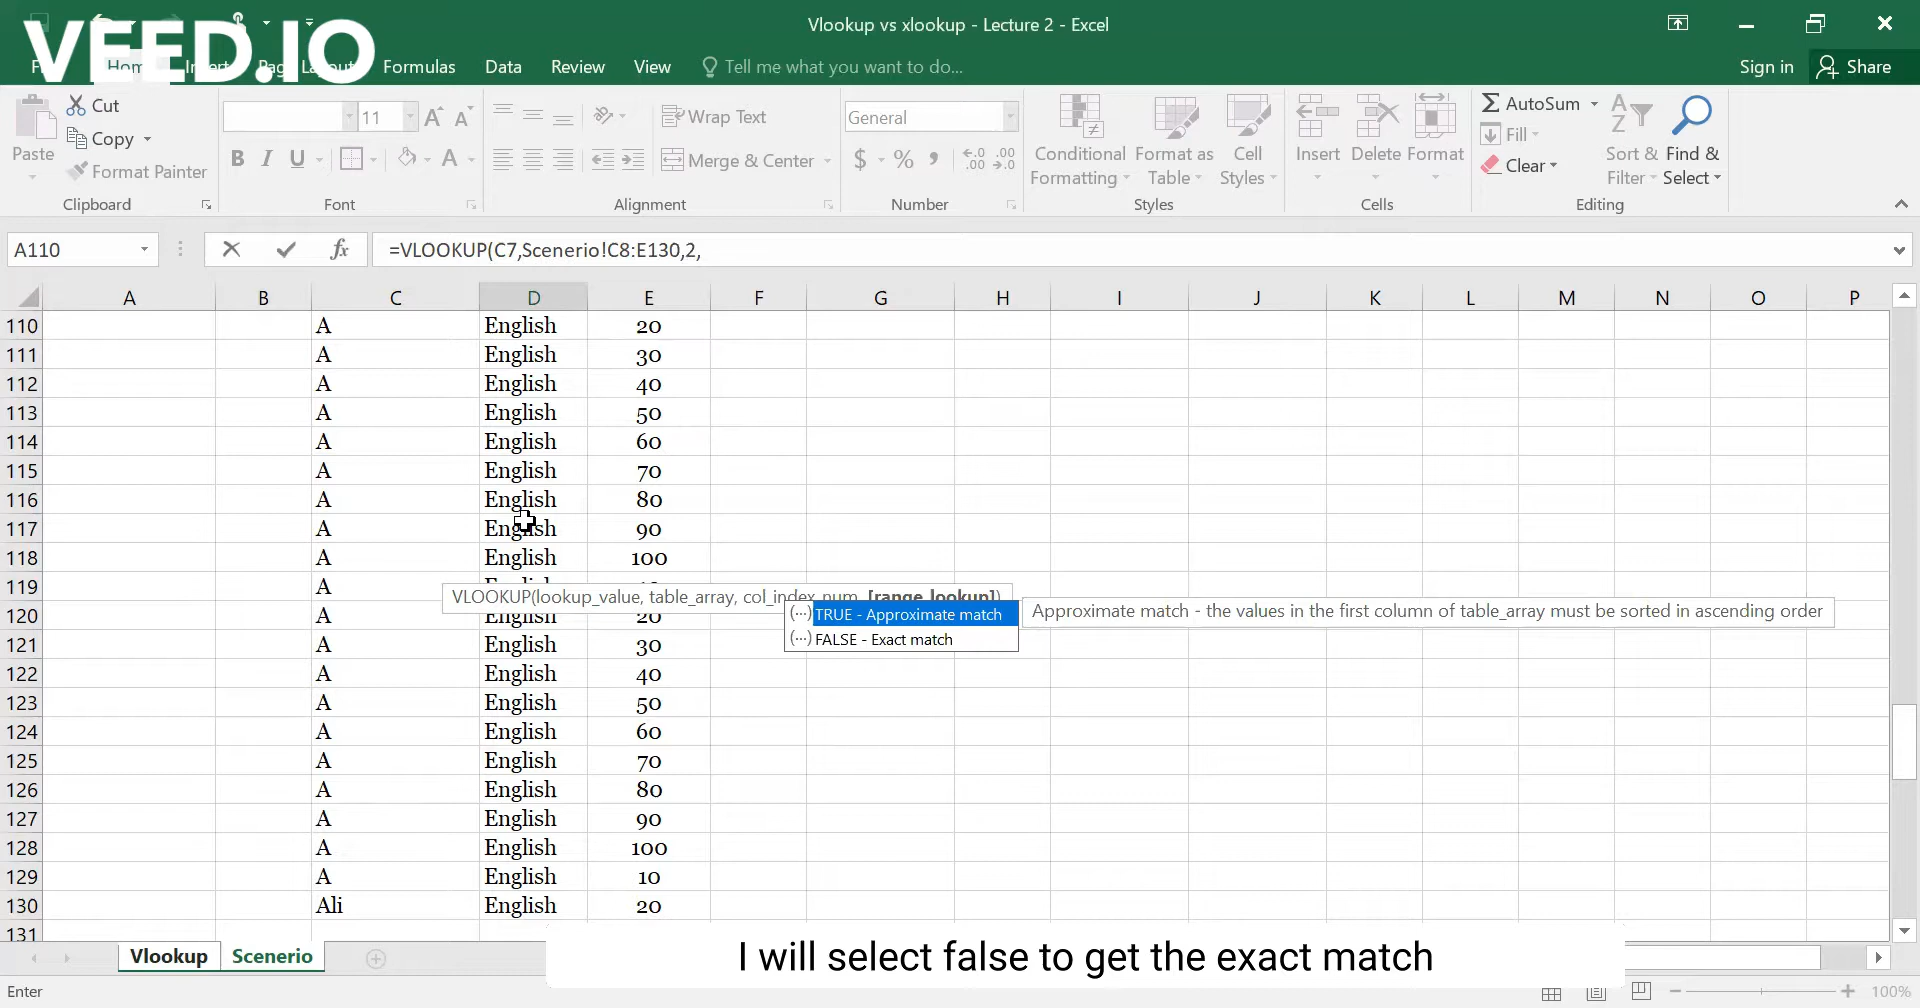 VEED.IO
Vlookup vs xlookup - Lecture 2 - Excel
Home Insert Page Layout Formulas Data Review View Tell me what you want to do... Sign in Share
Cut
Copy
Format Painter
Paste
Clipboard
11
B I U
Font
Wrap Text
Merge & Center
Alignment
General
$ % ,
Number
Conditional Formatting
Format as Table
Cell Styles
Styles
Insert Delete Format
Cells
AutoSum
Fill
Clear
Sort & Filter
Find & Select
Editing
A110 fx =VLOOKUP(C7,Scenerio!C8:E130,2,
A B C D E F G H I J K L M N O P
110 A English 20
111 A English 30
112 A English 40
113 A English 50
114 A English 60
115 A English 70
116 A English 80
117 A English 90
118 A English 100
119 A English
VLOOKUP(lookup_value, table_array, col_index_num, [range_lookup])
TRUE - Approximate match
Approximate match - the values in the first column of table_array must be sorted in ascending order
FALSE - Exact match
120 A English 20
121 A English 30
122 A English 40
123 A English 50
124 A English 60
125 A English 70
126 A English 80
127 A English 90
128 A English 100
129 A English 10
130 Ali English 20
131
Vlookup Scenerio
I will select false to get the exact match
Enter 100%